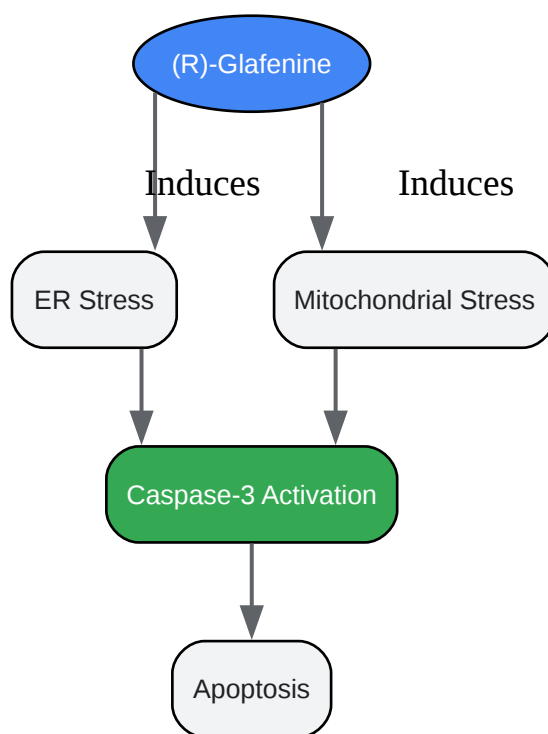 (R)-Glafenine
Induces
Induces
ER Stress
Mitochondrial Stress
Caspase-3 Activation
Apoptosis